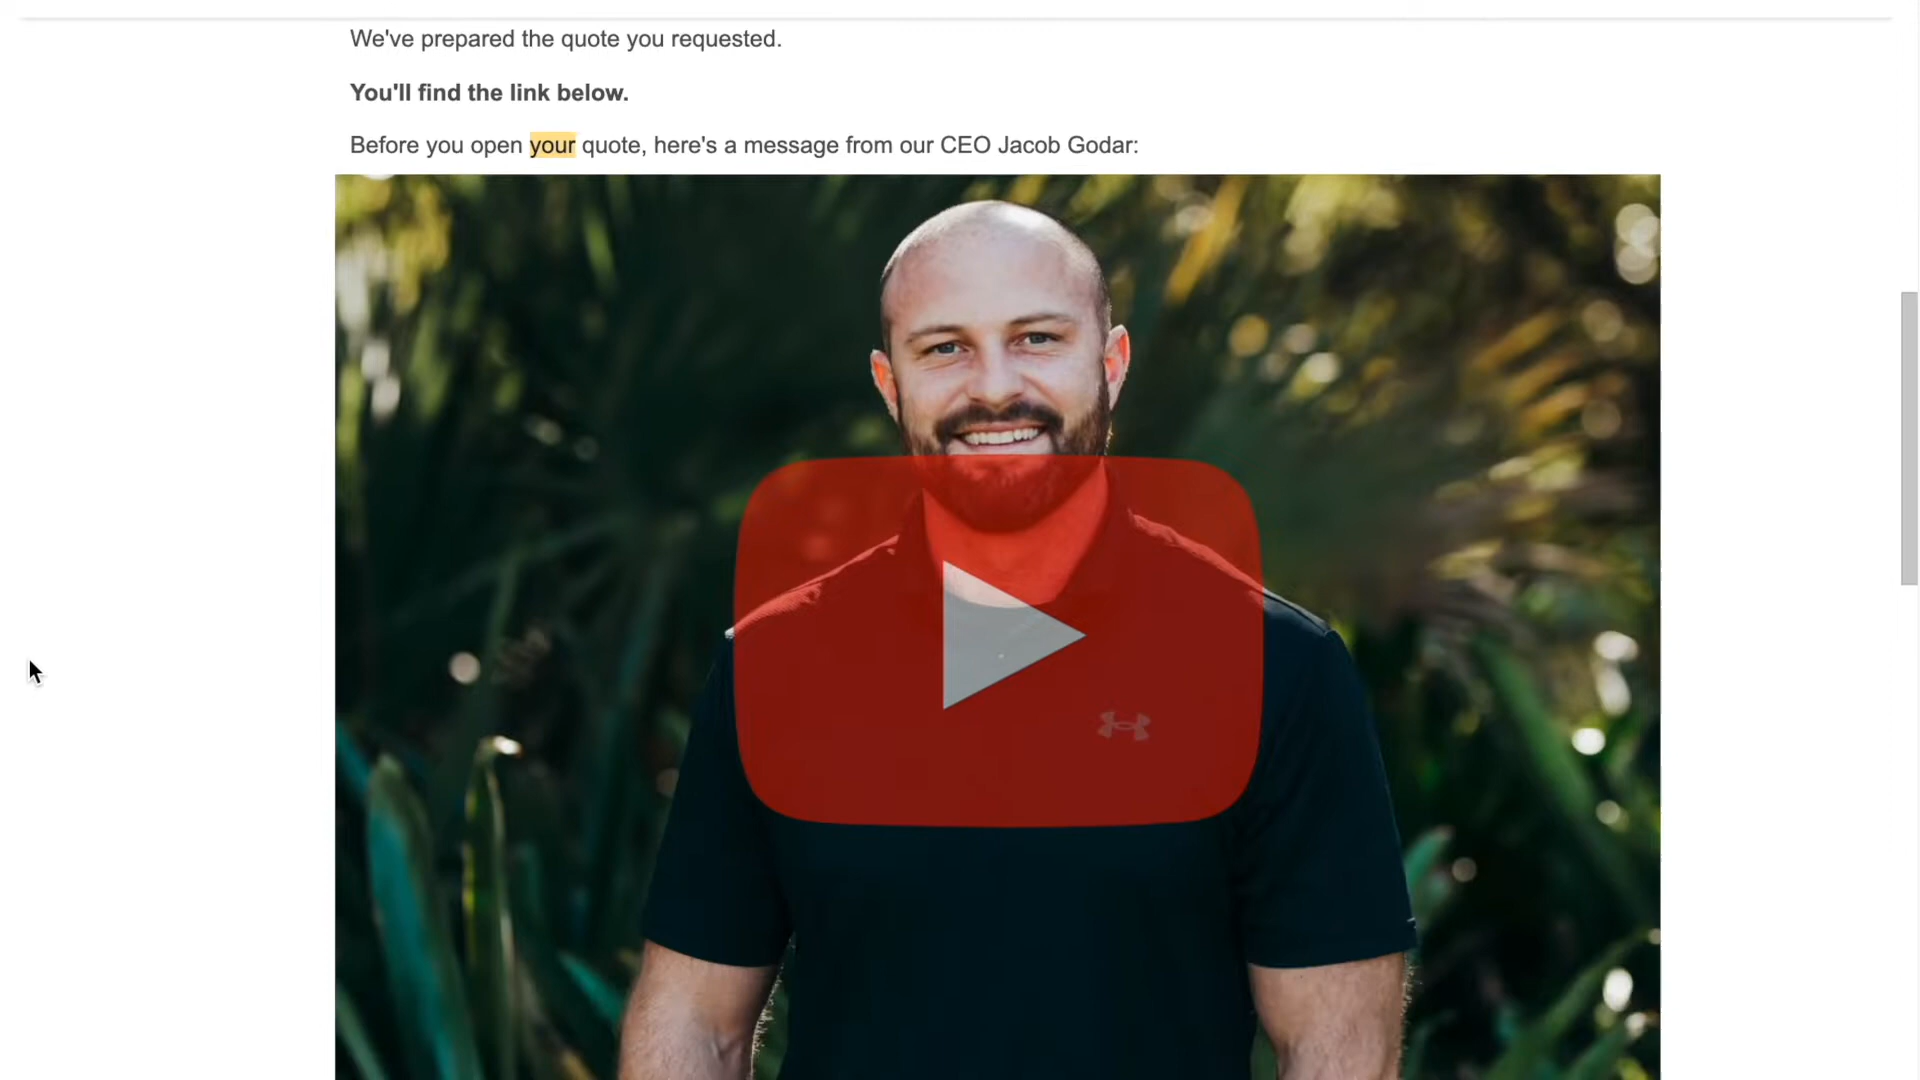 We've prepared the quote you requested.
You'll find the link below.
Before you open your quote, here's a message from our CEO Jacob Godar: